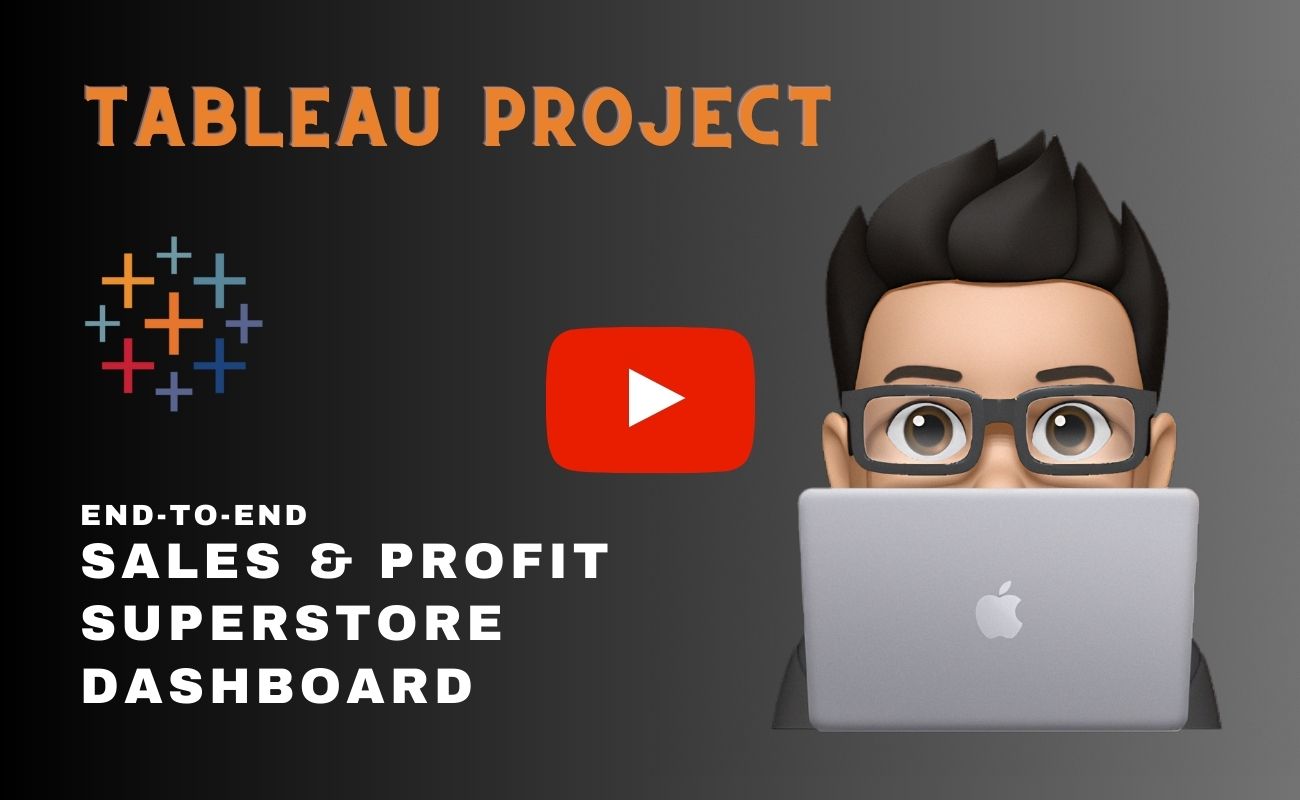 TABLEAU PROJECT
END-TO-END
SALES & PROFIT
SUPERSTORE
DASHBOARD